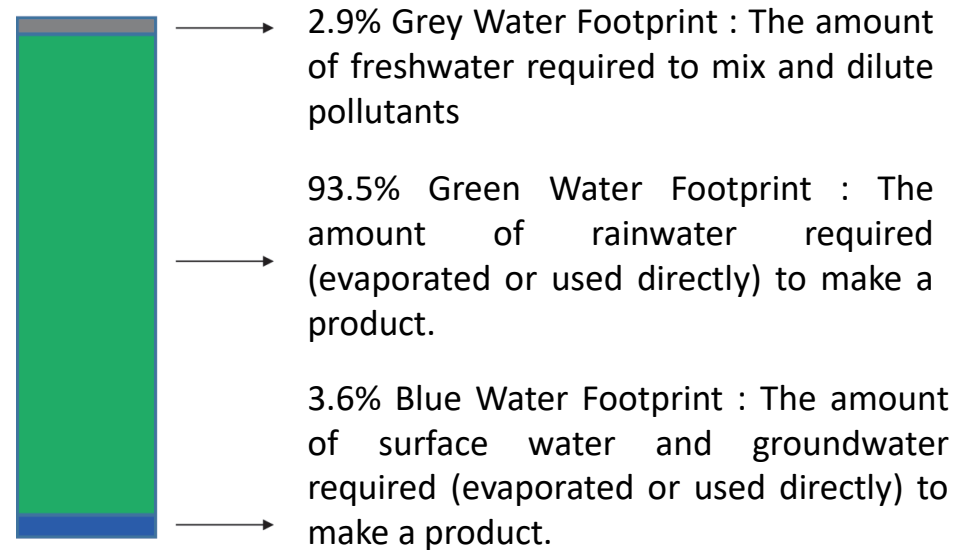 2.9% Grey Water Footprint : The amount
of freshwater required to mix and dilute
pollutants
93.5% Green Water Footprint : The
amount of rainwater required
(evaporated or used directly) to make a
product.
3.6% Blue Water Footprint : The amount
of surface water and groundwater
required (evaporated or used directly) to
make a product.